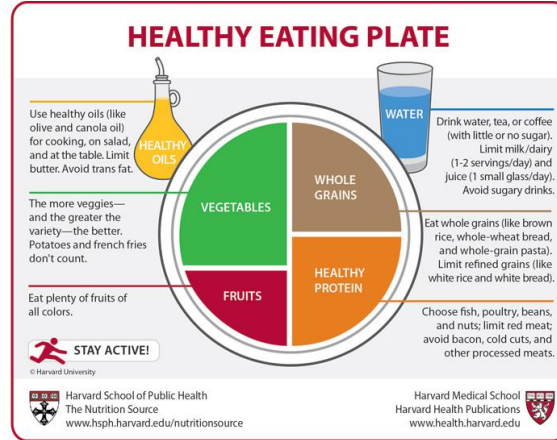 HEALTHY EATING PLATE
Use healthy oils (like
olive and canola oil)
for cooking, on salad,
and at the table. Limit
butter. Avoid trans fat.
HEALTHY
OILS
The more veggies—
and the greater the
variety—the better.
Potatoes and french fries
don't count.
Eat plenty of fruits of
all colors.
VEGETABLES
FRUITS
WHOLE
GRAINS
HEALTHY
PROTEIN
WATER
Drink water, tea, or coffee
(with little or no sugar).
Limit milk/dairy
(1-2 servings/day) and
juice (1 small glass/day).
Avoid sugary drinks.
Eat whole grains (like brown
rice, whole-wheat bread,
and whole-grain pasta).
Limit refined grains (like
white rice and white bread).
Choose fish, poultry, beans,
and nuts; limit red meat;
avoid bacon, cold cuts, and
other processed meats.
STAY ACTIVE!
© Harvard University
Harvard School of Public Health
The Nutrition Source
www.hsph.harvard.edu/nutritionsource
Harvard Medical School
Harvard Health Publications
www.health.harvard.edu